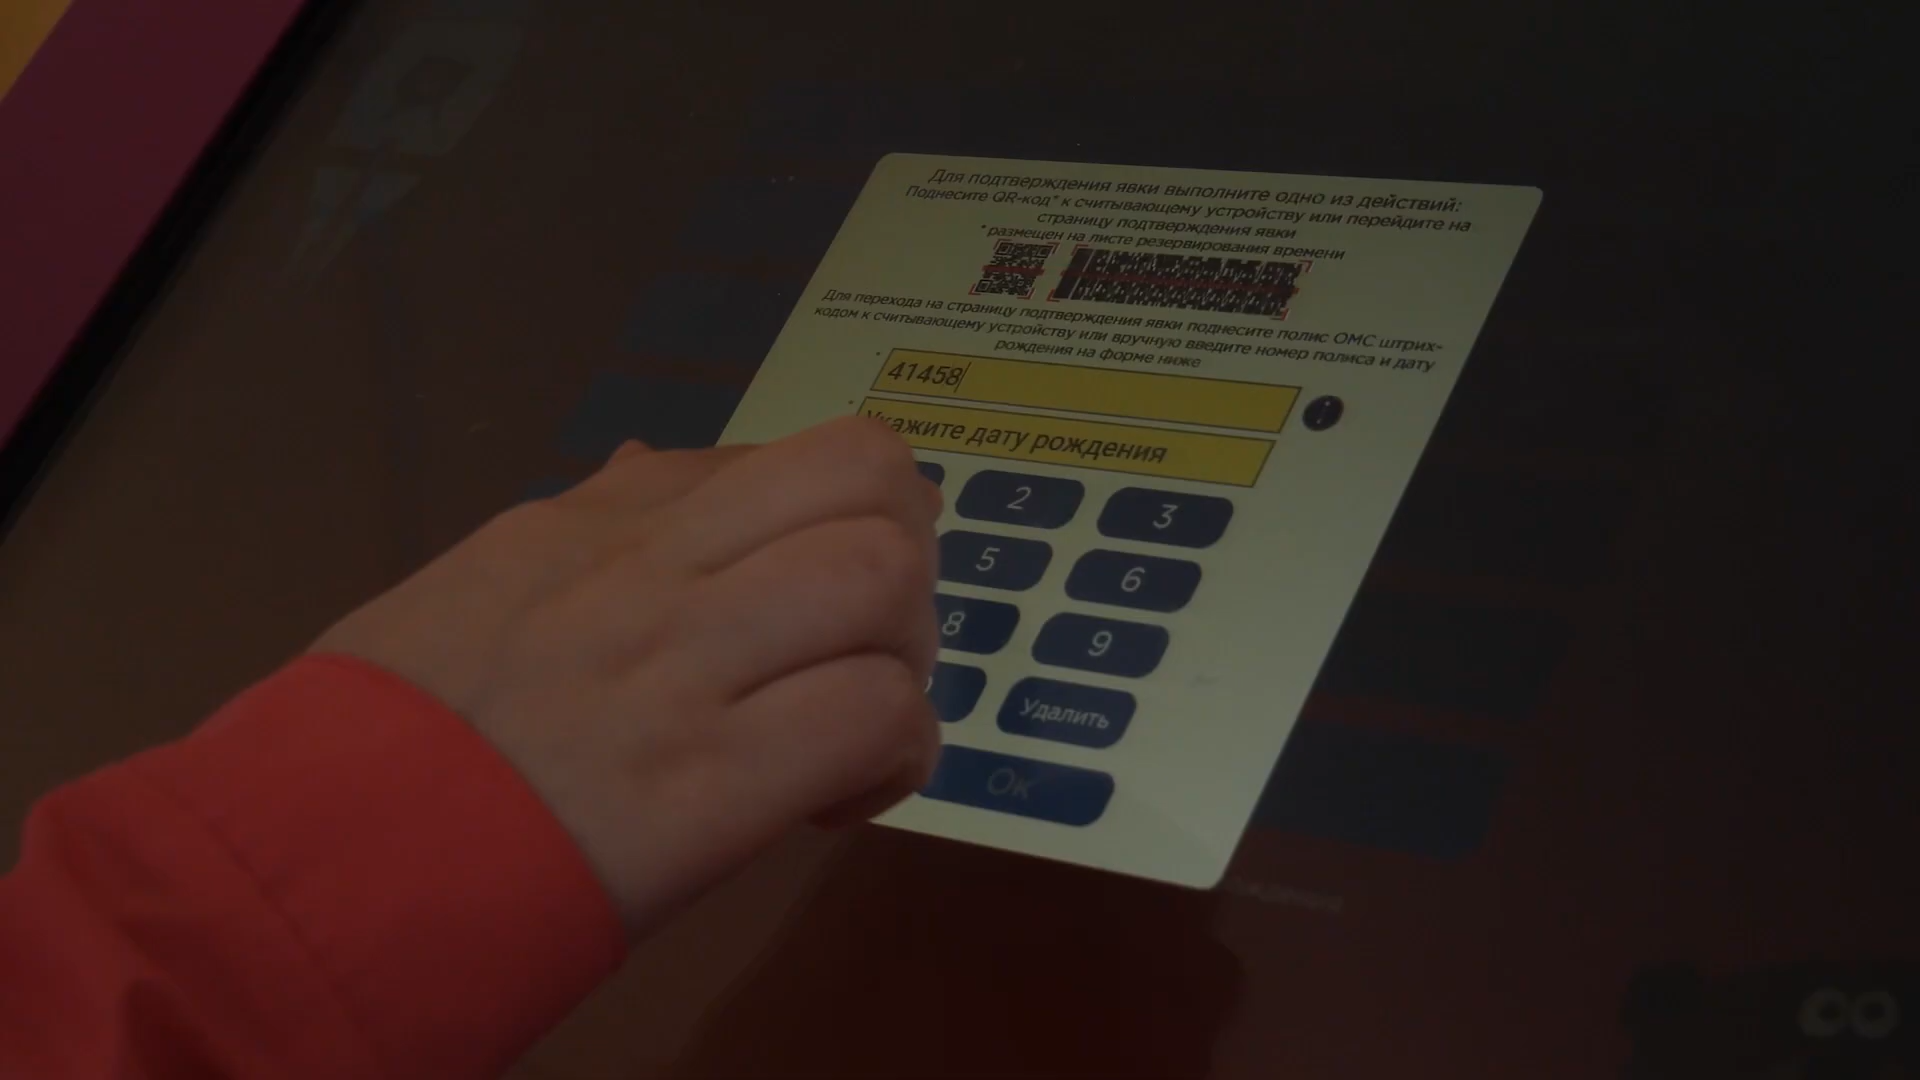 Для подтверждения явки выполните одно из действий:
Поднесите QR-код* к считывающему устройству или перейдите на
страницу подтверждения явки
* размещен на листе резервирования времени
Для перехода на страницу подтверждения явки поднесите полис ОМС штрих-
кодом к считывающему устройству или вручную введите номер полиса и дату
рождения на форме ниже
* 41458
* Укажите дату рождения
2 3
5 6
8 9
Удалить
Ок